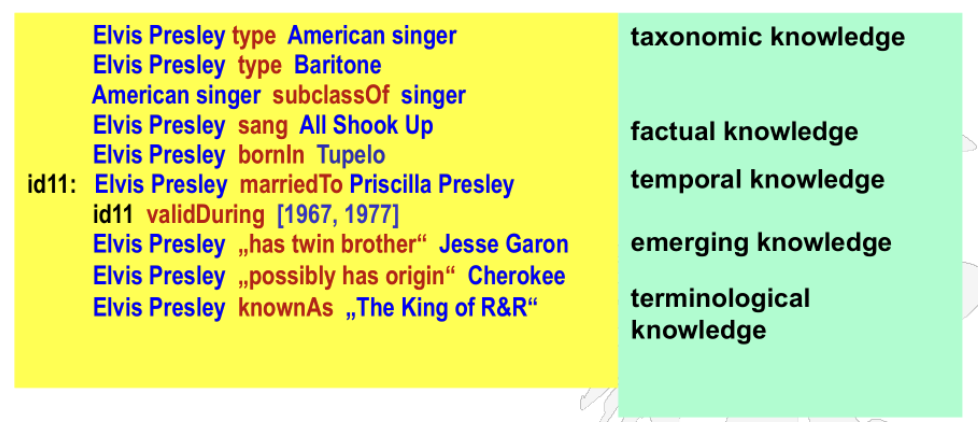 Elvis Presley type American singer
Elvis Presley type Baritone
American singer subclassOf singer
Elvis Presley sang All Shook Up
Elvis Presley bornIn Tupelo
id11: Elvis Presley marriedTo Priscilla Presley
id11 validDuring [1967, 1977]
Elvis Presley „has twin brother“ Jesse Garon
Elvis Presley „possibly has origin“ Cherokee
Elvis Presley knownAs „The King of R&R“
taxonomic knowledge
factual knowledge
temporal knowledge
emerging knowledge
terminological
knowledge